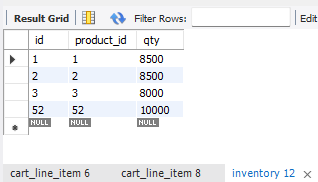 Result Grid Filter Rows: Edit
id product_id qty
1 1 8500
2 2 8500
3 3 8000
52 52 10000
NULL NULL NULL
cart_line_item 6 cart_line_item 8 inventory 12